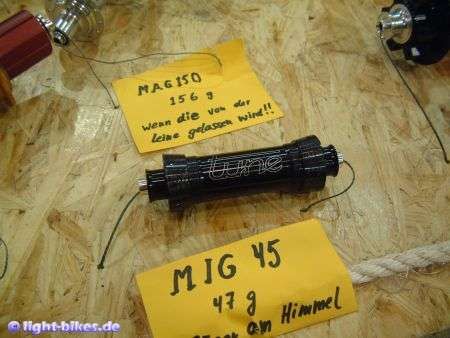 MAG150
156 g
wenn die von der
leine gelassen wird!!
tune
MIG 45
47 g
am Himmel
© light-bikes.de